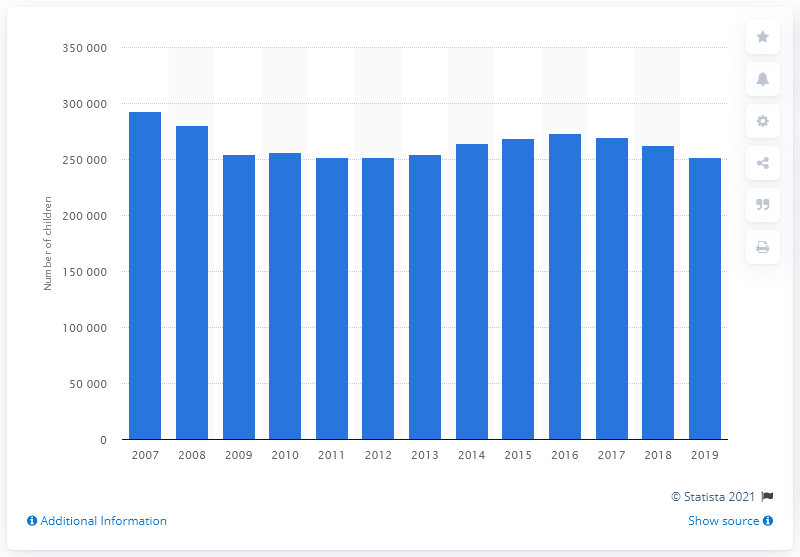 350 000
300 000
250 000
200 000
150 000
100 000
50 000
0
Number of children
2007 2008 2009 2010 2011 2012 2013 2014 2015 2016 2017 2018 2019
© Statista 2021
Additional Information
Show source